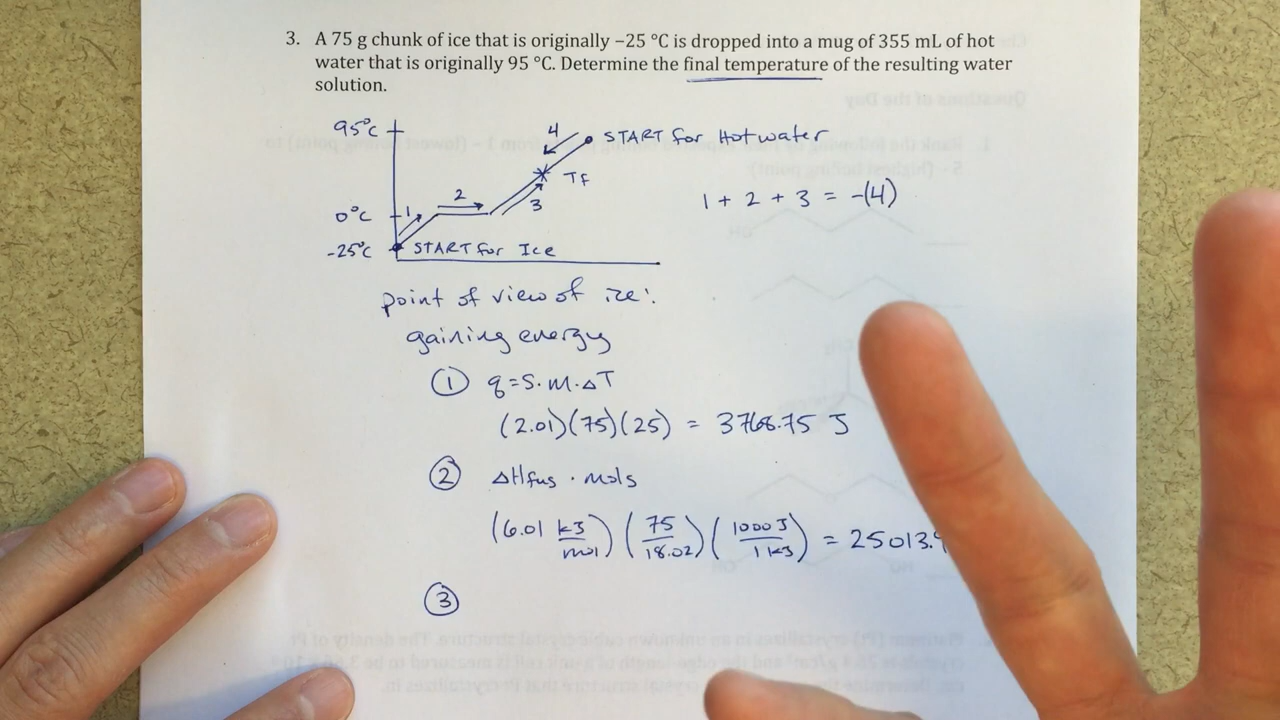 3. A 75 g chunk of ice that is originally −25 °C is dropped into a mug of 355 mL of hot
water that is originally 95 °C. Determine the final temperature of the resulting water
solution.
95°C
4
START for Hot water
Tf
1 + 2 + 3 = -(4)
2
3
0°C
1
-25°C
START for Ice
point of view of ice:
gaining energy
① q=S.M.ΔT
(2.01)(75)(25) = 3768.75 J
② ΔHfus · mols
(6.01 kJ/mol)(75/18.02)(1000 J/1 kJ) = 25013.9
③